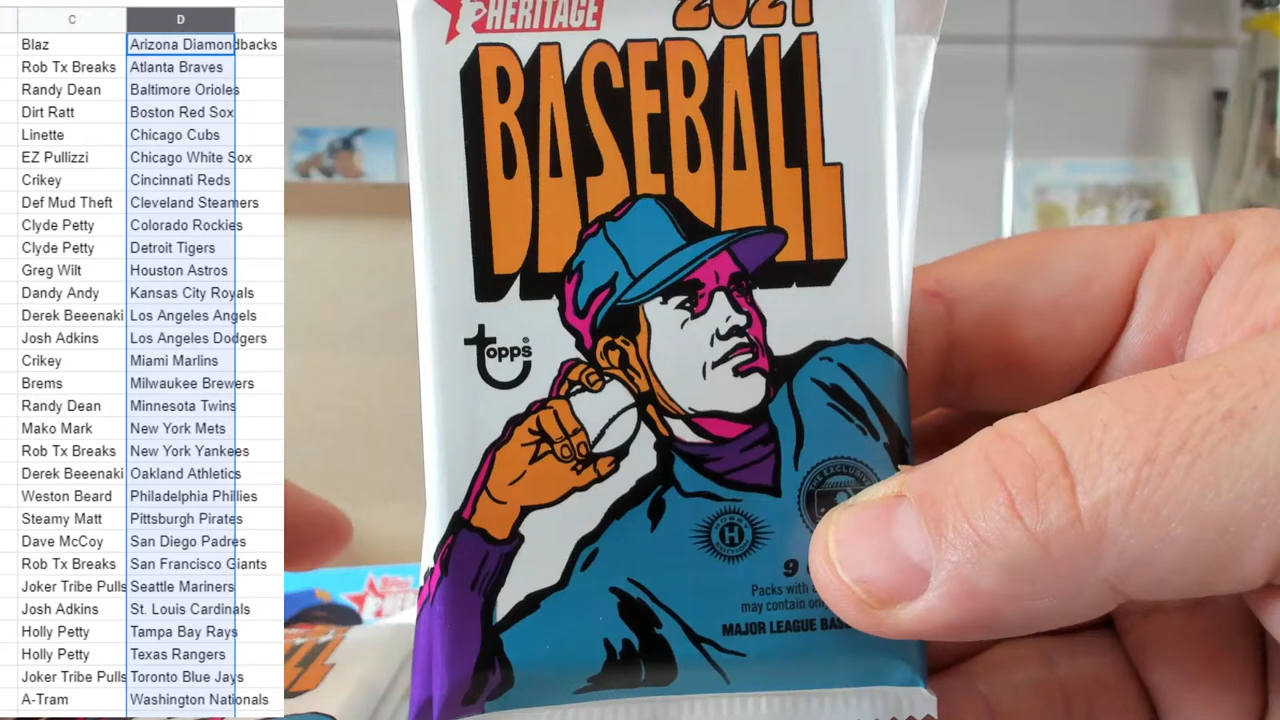 C D
Blaz Arizona Diamondbacks
Rob Tx Breaks Atlanta Braves
Randy Dean Baltimore Orioles
Dirt Ratt Boston Red Sox
Linette Chicago Cubs
EZ Pullizzi Chicago White Sox
Crikey Cincinnati Reds
Def Mud Theft Cleveland Steamers
Clyde Petty Colorado Rockies
Clyde Petty Detroit Tigers
Greg Wilt Houston Astros
Dandy Andy Kansas City Royals
Derek Beeenaki Los Angeles Angels
Josh Adkins Los Angeles Dodgers
Crikey Miami Marlins
Brems Milwaukee Brewers
Randy Dean Minnesota Twins
Mako Mark New York Mets
Rob Tx Breaks New York Yankees
Derek Beeenaki Oakland Athletics
Weston Beard Philadelphia Phillies
Steamy Matt Pittsburgh Pirates
Dave McCoy San Diego Padres
Rob Tx Breaks San Francisco Giants
Joker Tribe Pulls Seattle Mariners
Josh Adkins St. Louis Cardinals
Holly Petty Tampa Bay Rays
Holly Petty Texas Rangers
Joker Tribe Pulls Toronto Blue Jays
A-Tram Washington Nationals
HERITAGE 2021
BASEBALL
Topps®
THE EXCLUSIVE
HOBBY
H
EDITION
9
Packs with
may contain
MAJOR LEAGUE